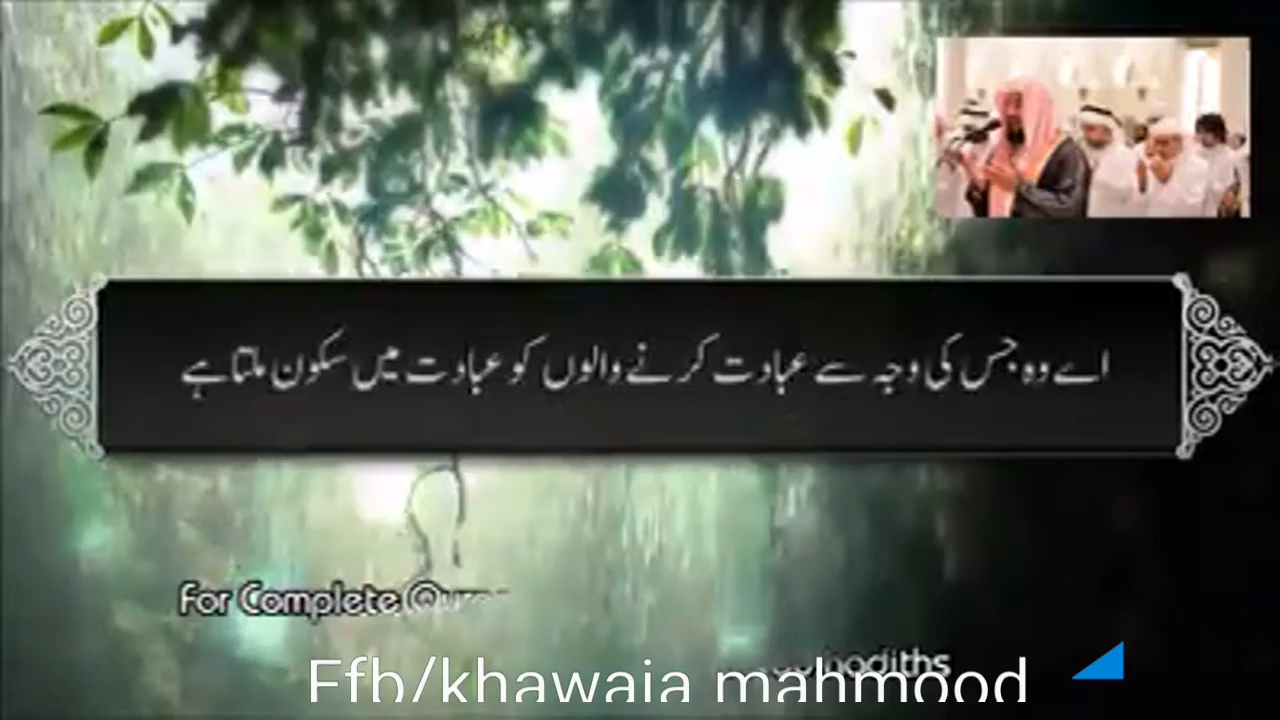 اے وہ جس کی وجہ سے عبادت کرنے والوں کو عبادت میں سکون ملتا ہے
For Complete
Ffb/khawaja mahmood